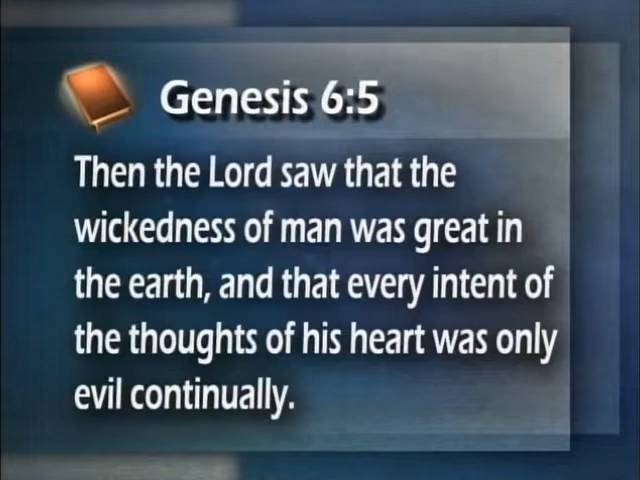 Genesis 6:5
Then the Lord saw that the
wickedness of man was great in
the earth, and that every intent of
the thoughts of his heart was only
evil continually.